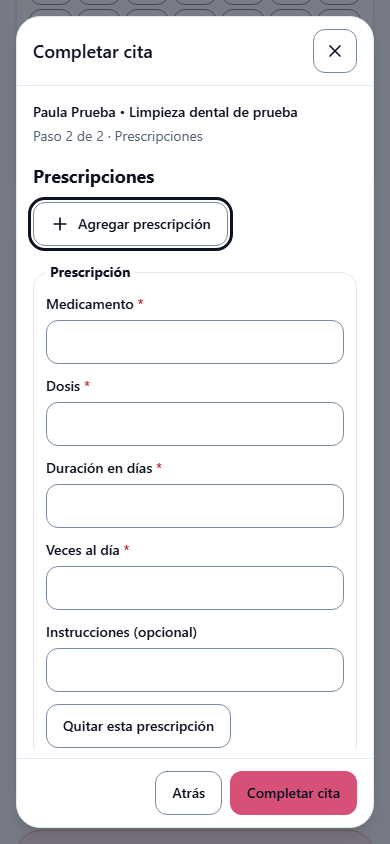 Completar cita
Paula Prueba • Limpieza dental de prueba
Paso 2 de 2 · Prescripciones
Prescripciones
Agregar prescripción
Prescripción
Medicamento *
Dosis *
Duración en días *
Veces al día *
Instrucciones (opcional)
Quitar esta prescripción
Atrás
Completar cita